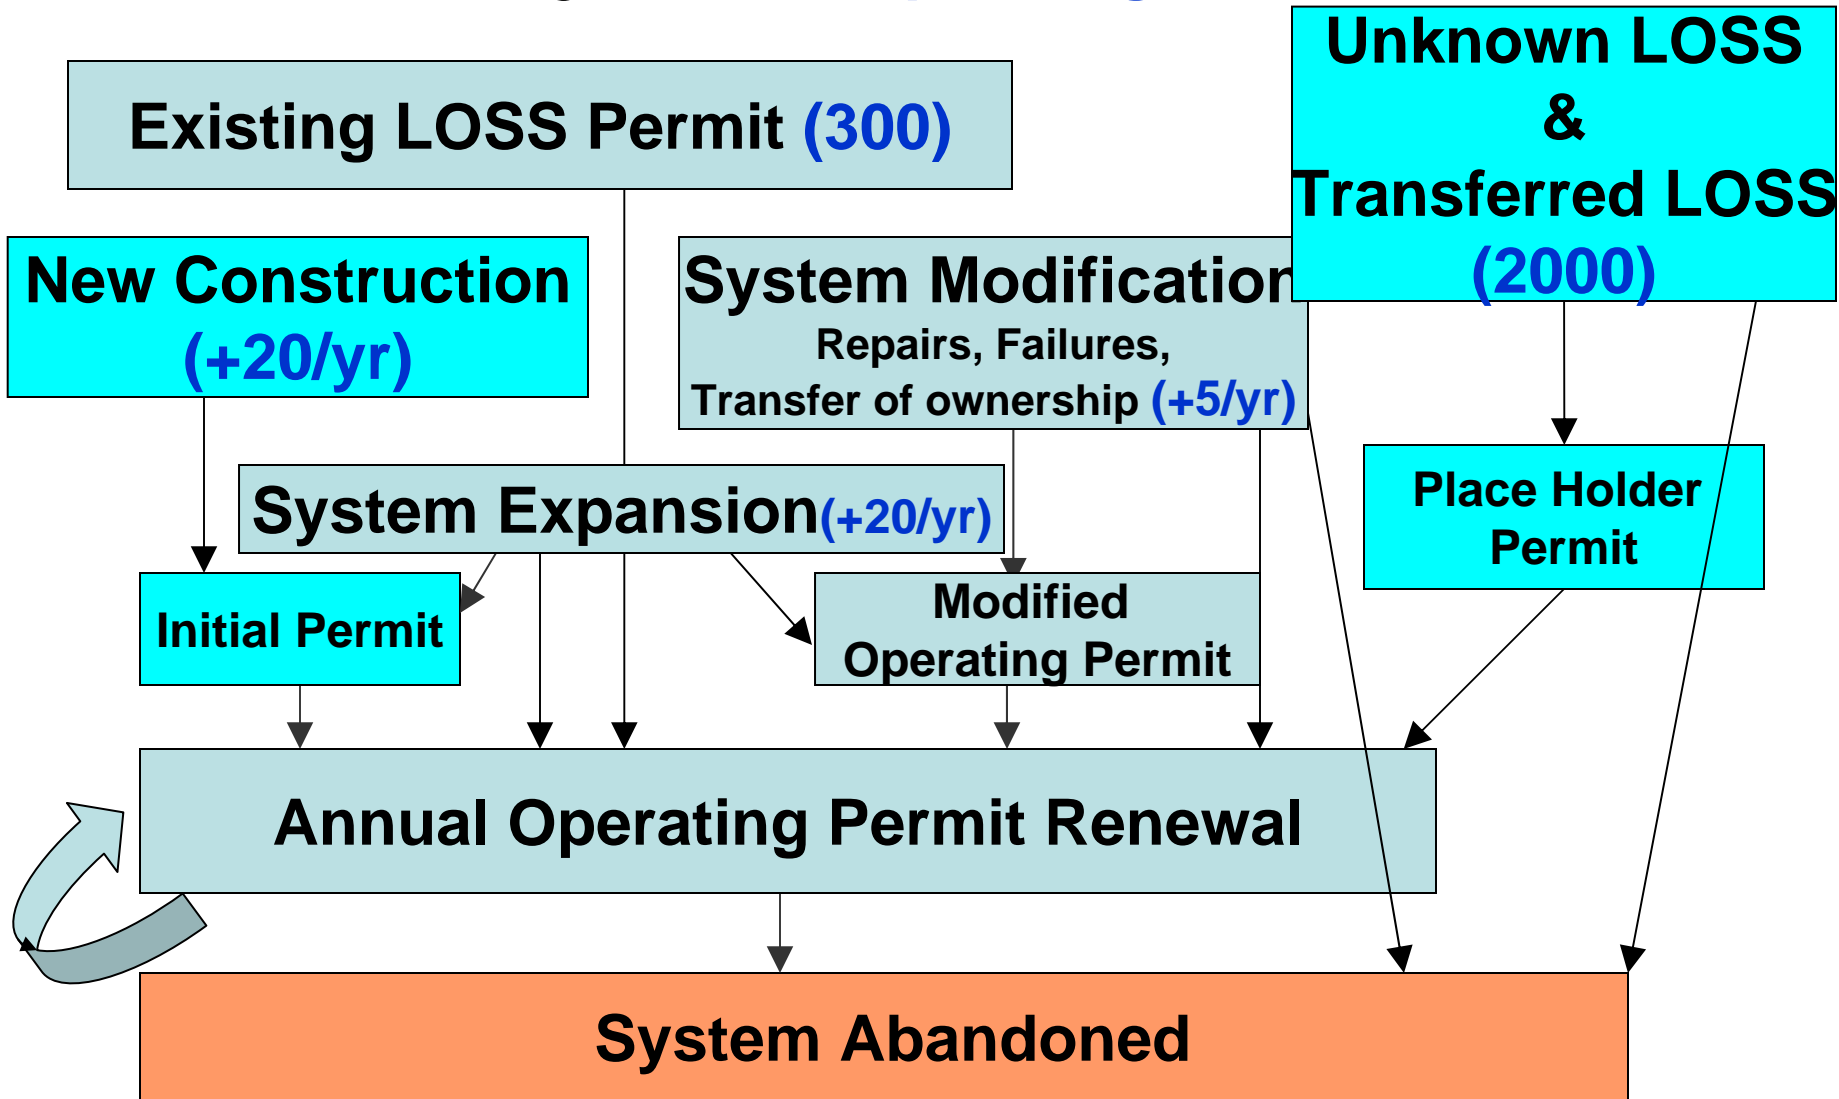 Unknown LOSS
&
Transferred LOSS
(2000)
Existing LOSS Permit (300)
New Construction
(+20/yr)
System Modification
Repairs, Failures,
Transfer of ownership (+5/yr)
System Expansion(+20/yr)
Place Holder
Permit
Initial Permit
Modified
Operating Permit
Annual Operating Permit Renewal
System Abandoned